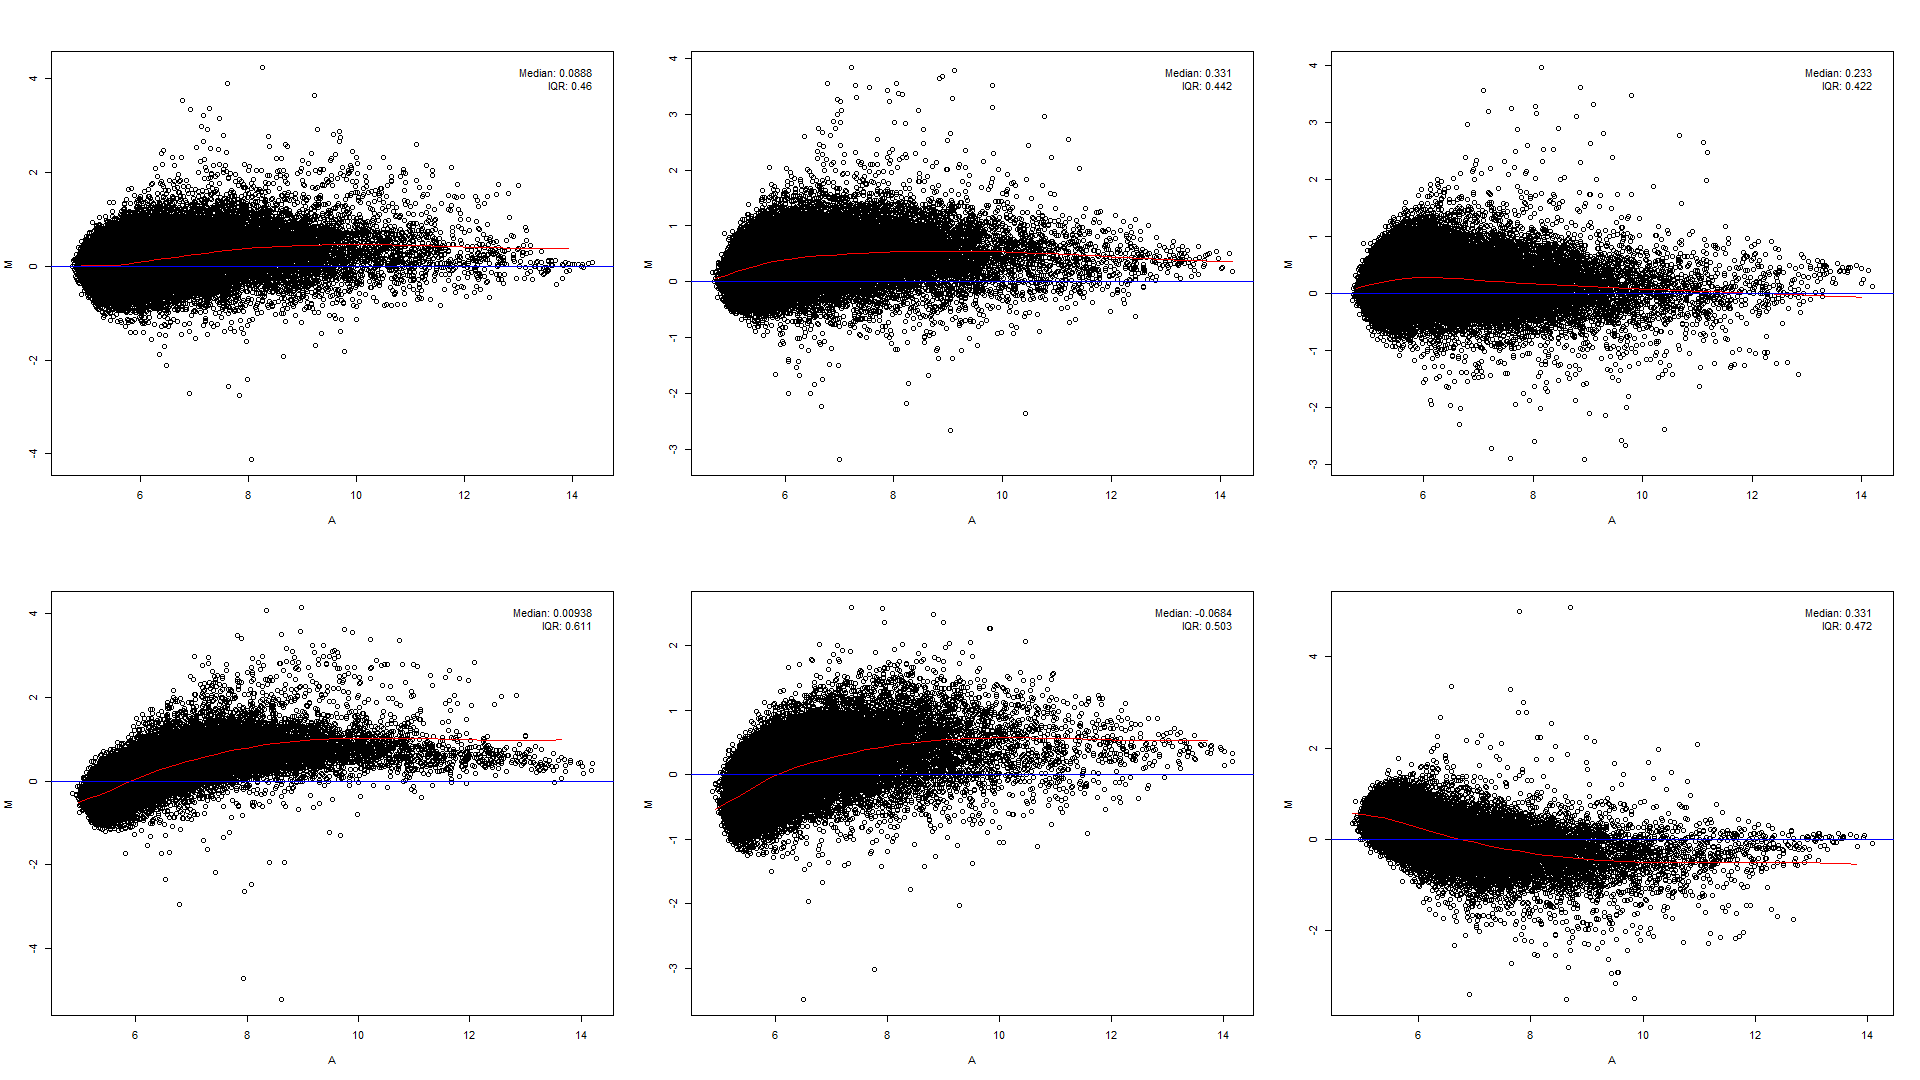 Median: 0.0888
IQR: 0.46
4
2
0
-2
-4
M
6
8
10
12
14
A
Median: 0.331
IQR: 0.442
4
3
2
1
0
-1
-2
-3
M
6
8
10
12
14
A
Median: 0.233
IQR: 0.422
4
3
2
1
0
-1
-2
-3
M
6
8
10
12
14
A
Median: 0.00938
IQR: 0.611
4
2
0
-2
-4
M
6
8
10
12
14
A
Median: -0.0684
IQR: 0.503
2
1
0
-1
-2
-3
M
6
8
10
12
14
A
Median: 0.331
IQR: 0.472
4
2
0
-2
M
6
8
10
12
14
A